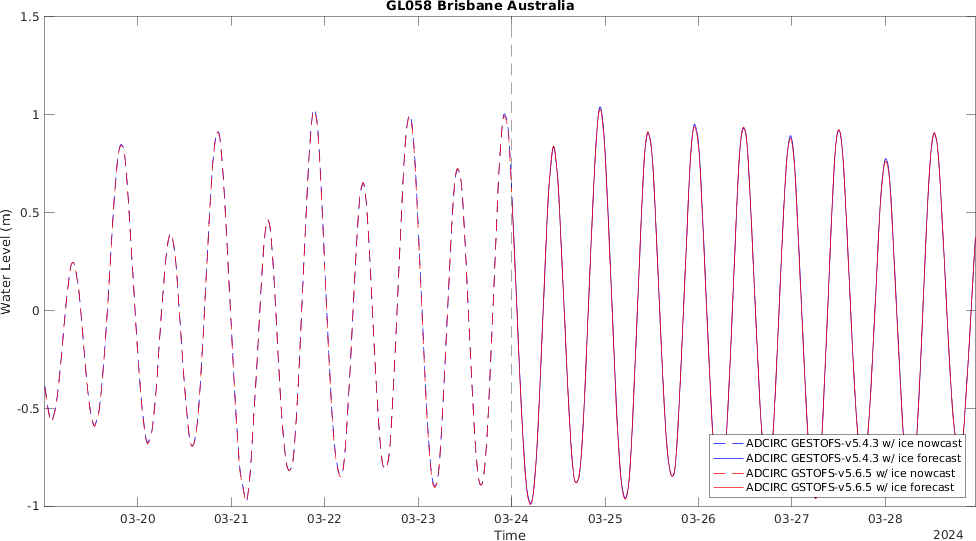 GL058 Brisbane Australia
1.5
1
0.5
0
-0.5
-1
Water Level (m)
ADCIRC GESTOFS-v5.4.3 w/ ice nowcast
ADCIRC GESTOFS-v5.4.3 w/ ice forecast
ADCIRC GSTOFS-v5.6.5 w/ ice nowcast
ADCIRC GSTOFS-v5.6.5 w/ ice forecast
03-20 03-21 03-22 03-23 03-24 03-25 03-26 03-27 03-28
Time
2024